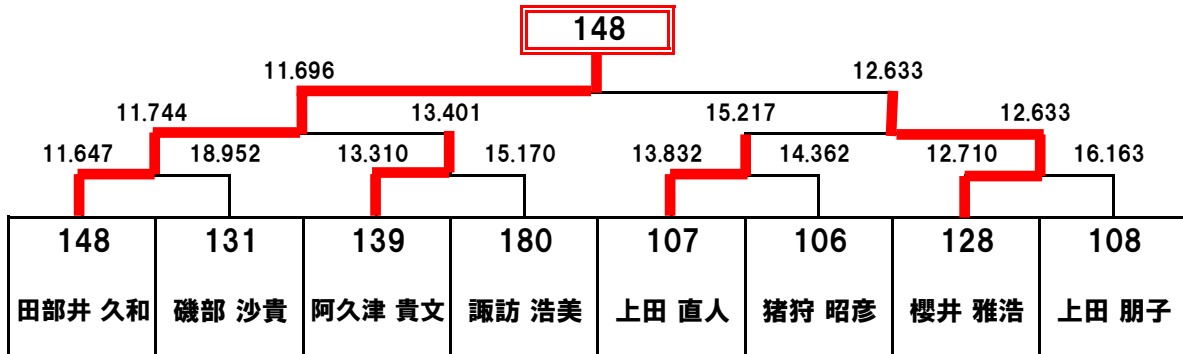 148
11.696 12.633
11.744 13.401 15.217 12.633
11.647 18.952 13.310 15.170 13.832 14.362 12.710 16.163
148 131 139 180 107 106 128 108
田部井 久和 磯部 沙貴 阿久津 貴文 諏訪 浩美 上田 直人 猪狩 昭彦 櫻井 雅浩 上田 朋子